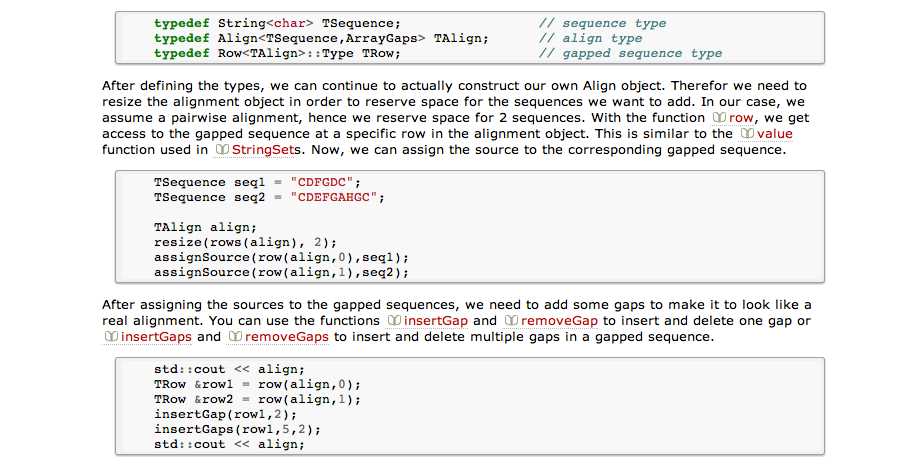 typedef String<char> TSequence; // sequence type
typedef Align<TSequence,ArrayGaps> TAlign; // align type
typedef Row<TAlign>::Type TRow; // gapped sequence type
After defining the types, we can continue to actually construct our own Align object. Therefor we need to
resize the alignment object in order to reserve space for the sequences we want to add. In our case, we
assume a pairwise alignment, hence we reserve space for 2 sequences. With the function row, we get
access to the gapped sequence at a specific row in the alignment object. This is similar to the value
function used in StringSets. Now, we can assign the source to the corresponding gapped sequence.
TSequence seq1 = "CDFGDC";
TSequence seq2 = "CDEFGAHGC";
TAlign align;
resize(rows(align), 2);
assignSource(row(align,0),seq1);
assignSource(row(align,1),seq2);
After assigning the sources to the gapped sequences, we need to add some gaps to make it to look like a
real alignment. You can use the functions insertGap and removeGap to insert and delete one gap or
insertGaps and removeGaps to insert and delete multiple gaps in a gapped sequence.
std::cout << align;
TRow &row1 = row(align,0);
TRow &row2 = row(align,1);
insertGap(row1,2);
insertGaps(row1,5,2);
std::cout << align;